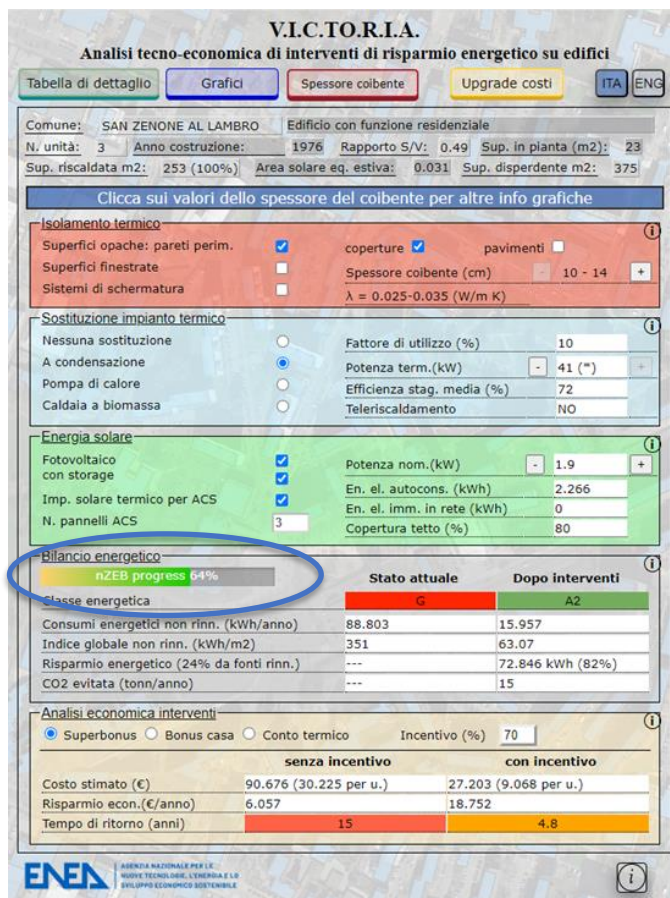 V.I.C.TO.R.I.A.
Analisi tecno-economica di interventi di risparmio energetico su edifici
Tabella di dettaglio Grafici Spessore coibente Upgrade costi ITA ENG
Comune: SAN ZENONE AL LAMBRO Edificio con funzione residenziale
N. unità: 3 Anno costruzione: 1976 Rapporto S/V: 0.49 Sup. in pianta (m2): 23
Sup. riscaldata m2: 253 (100%) Area solare eq. estiva: 0.031 Sup. disperdente m2: 375
Clicca sui valori dello spessore del coibente per altre info grafiche
Isolamento termico i
Superfici opache: pareti perim. coperture pavimenti
Superfici finestrate Spessore coibente (cm) - 10 - 14 +
Sistemi di schermatura λ = 0.025-0.035 (W/m K)
Sostituzione impianto termico i
Nessuna sostituzione Fattore di utilizzo (%) 10
A condensazione Potenza term.(kW) - 41 (=) +
Pompa di calore Efficienza stag. media (%) 72
Caldaia a biomassa Teleriscaldamento NO
Energia solare i
Fotovoltaico Potenza nom.(kW) - 1.9 +
con storage En. el. autocons. (kWh) 2.266
Imp. solare termico per ACS En. el. imm. in rete (kWh) 0
N. pannelli ACS 3 Copertura tetto (%) 80
Bilancio energetico i
nZEB progress 64% Stato attuale Dopo interventi
Classe energetica G A2
Consumi energetici non rinn. (kWh/anno) 88.803 15.957
Indice globale non rinn. (kWh/m2) 351 63.07
Risparmio energetico (24% da fonti rinn.) --- 72.846 kWh (82%)
CO2 evitata (tonn/anno) --- 15
Analisi economica interventi i
Superbonus Bonus casa Conto termico Incentivo (%) 70
senza incentivo con incentivo
Costo stimato (€) 90.676 (30.225 per u.) 27.203 (9.068 per u.)
Risparmio econ.(€/anno) 6.057 18.752
Tempo di ritorno (anni) 15 4.8
ENEA AGENZIA NAZIONALE PER LE
NUOVE TECNOLOGIE, L'ENERGIA E LO
SVILUPPO ECONOMICO SOSTENIBILE
i